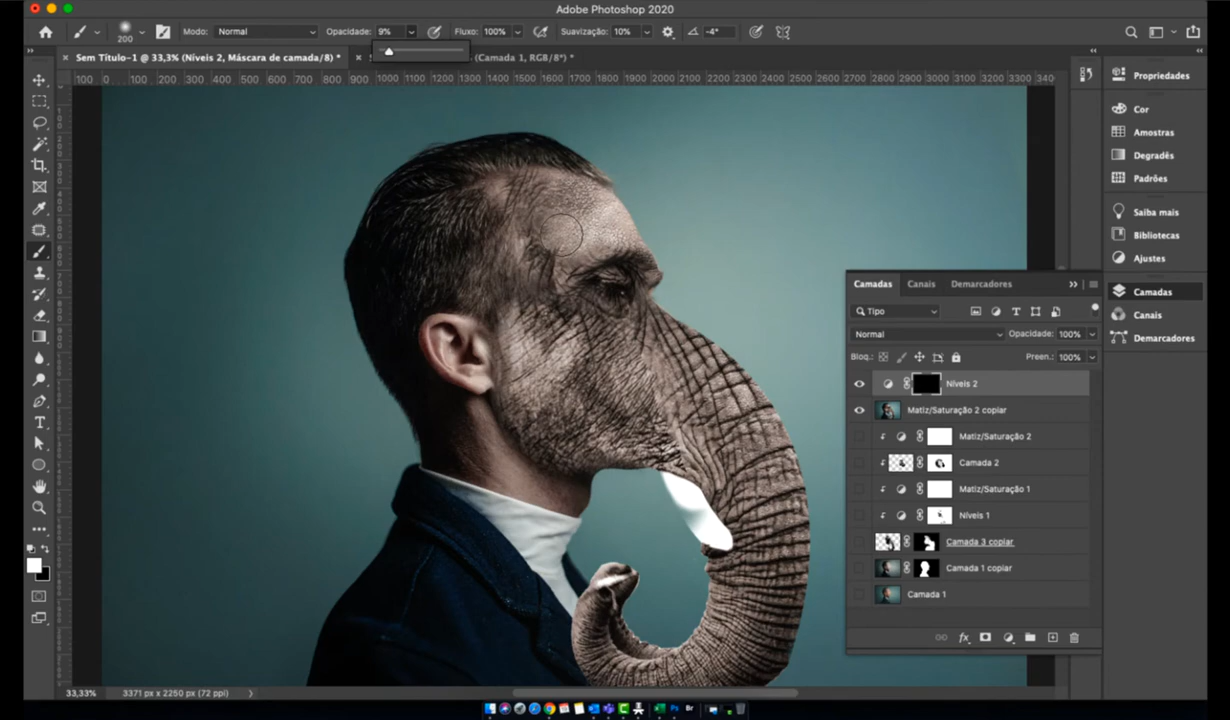 Adobe Photoshop 2020
200 Modo: Normal Opacidade: 9% Fluxo: 100% Suavização: 10% -4°
Sem Título-1 @ 33,3% (Níveis 2, Máscara de camada/8) * (Camada 1, RGB/8*) *
100 100 200 300 400 500 600 700 800 900 1000 1100 1200 1300 1400 1500 1600 1700 1800 1900 2000 2100 2200 2300 2400 2500 2600 2700 2800 2900 3000 3100 3200 3300 340
Propriedades
Cor
Amostras
Degradês
Padrões
Saiba mais
Bibliotecas
Ajustes
Camadas
Canais
Demarcadores
Camadas Canais Demarcadores
Tipo
Normal Opacidade: 100%
Bloq.: Preen.: 100%
Níveis 2
Matiz/Saturação 2 copiar
Matiz/Saturação 2
Camada 2
Matiz/Saturação 1
Níveis 1
Camada 3 copiar
Camada 1 copiar
Camada 1
fx
33,33% 3371 px x 2250 px (72 ppi)
Ps Br